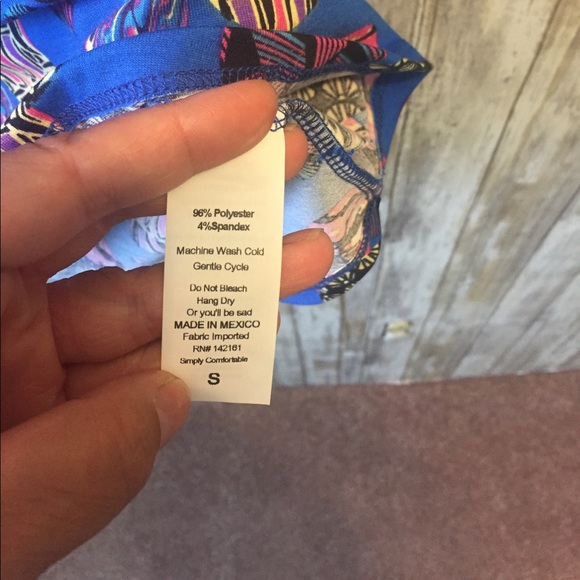 96% Polyester
4%Spandex
Machine Wash Cold
Gentle Cycle
Do Not Bleach
Hang Dry
Or you'll be sad
MADE IN MEXICO
Fabric Imported
RN# 142161
Simply Comfortable
S